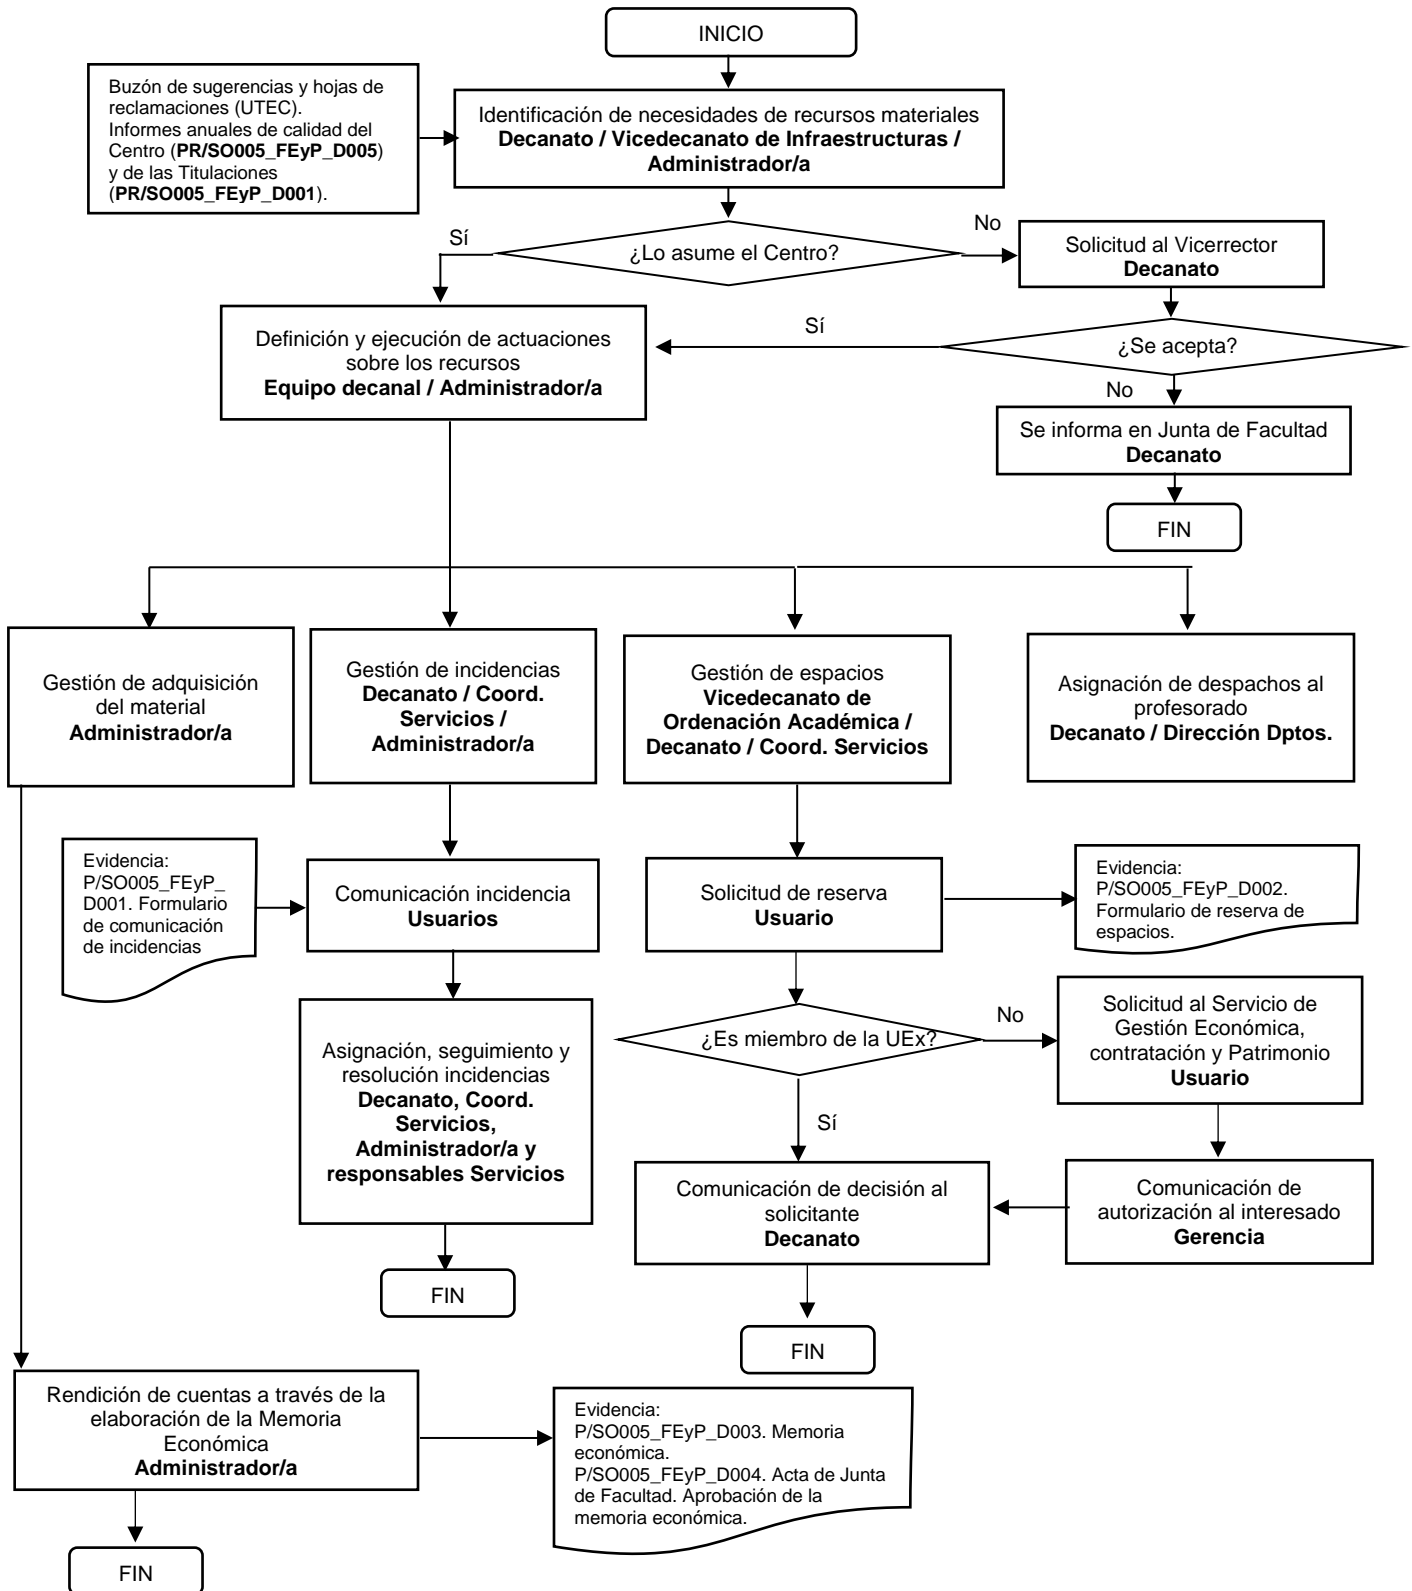 INICIO
Buzón de sugerencias y hojas de
reclamaciones (UTEC).
Informes anuales de calidad del
Centro (PR/SO005_FEyP_D005)
y de las Titulaciones
(PR/SO005_FEyP_D001).
Identificación de necesidades de recursos materiales
Decanato / Vicedecanato de Infraestructuras /
Administrador/a
Sí
¿Lo asume el Centro?
No
Solicitud al Vicerrector
Decanato
Definición y ejecución de actuaciones
sobre los recursos
Equipo decanal / Administrador/a
Sí
¿Se acepta?
No
Se informa en Junta de Facultad
Decanato
FIN
Gestión de adquisición
del material
Administrador/a
Gestión de incidencias
Decanato / Coord.
Servicios /
Administrador/a
Gestión de espacios
Vicedecanato de
Ordenación Académica /
Decanato / Coord. Servicios
Asignación de despachos al
profesorado
Decanato / Dirección Dptos.
Evidencia:
P/SO005_FEyP_
D001. Formulario
de comunicación
de incidencias
Comunicación incidencia
Usuarios
Solicitud de reserva
Usuario
Evidencia:
P/SO005_FEyP_D002.
Formulario de reserva de
espacios.
Asignación, seguimiento y
resolución incidencias
Decanato, Coord.
Servicios,
Administrador/a y
responsables Servicios
¿Es miembro de la UEx?
No
Solicitud al Servicio de
Gestión Económica,
contratación y Patrimonio
Usuario
Sí
Comunicación de decisión al
solicitante
Decanato
Comunicación de
autorización al interesado
Gerencia
FIN
FIN
Rendición de cuentas a través de la
elaboración de la Memoria
Económica
Administrador/a
Evidencia:
P/SO005_FEyP_D003. Memoria
económica.
P/SO005_FEyP_D004. Acta de Junta
de Facultad. Aprobación de la
memoria económica.
FIN